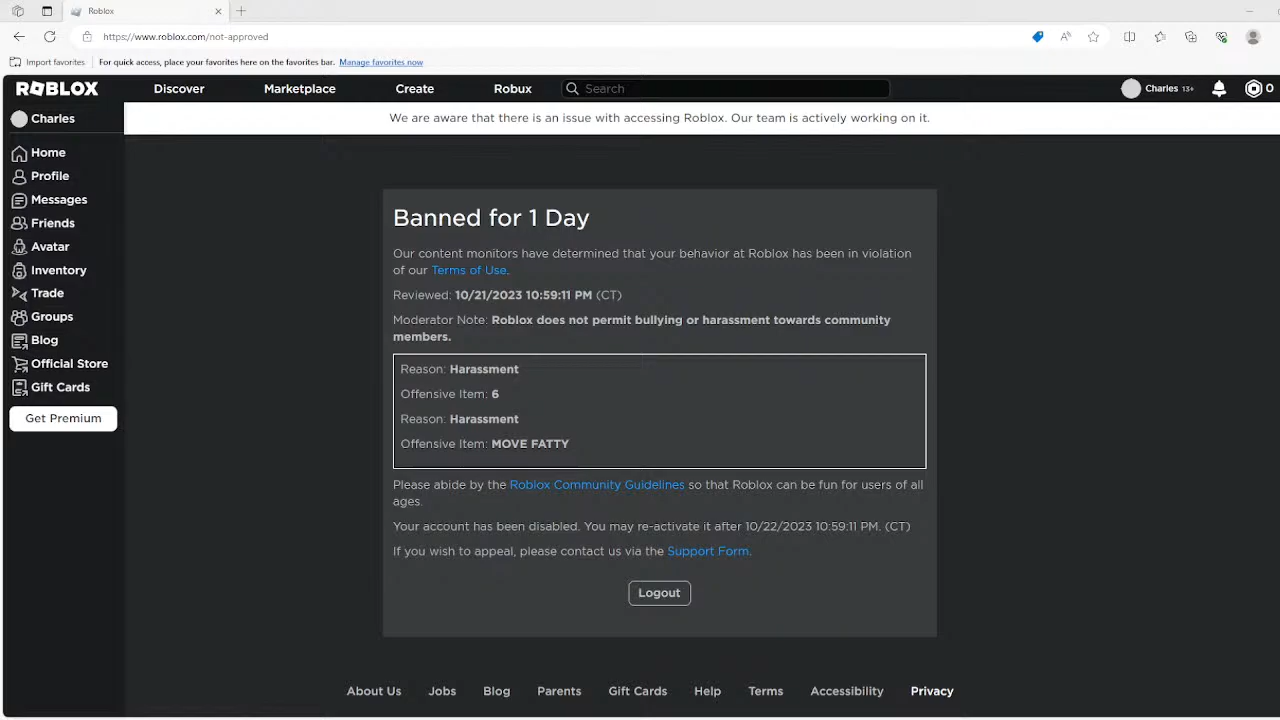 Roblox
https://www.roblox.com/not-approved
Import favorites For quick access, place your favorites here on the favorites bar. Manage favorites now
ROBLOX Discover Marketplace Create Robux Search Charles 13+ 0
Charles
We are aware that there is an issue with accessing Roblox. Our team is actively working on it.
Home
Profile
Messages
Friends
Avatar
Inventory
Trade
Groups
Blog
Official Store
Gift Cards
Get Premium
Banned for 1 Day
Our content monitors have determined that your behavior at Roblox has been in violation
of our Terms of Use.
Reviewed: 10/21/2023 10:59:11 PM (CT)
Moderator Note: Roblox does not permit bullying or harassment towards community
members.
Reason: Harassment
Offensive Item: 6
Reason: Harassment
Offensive Item: MOVE FATTY
Please abide by the Roblox Community Guidelines so that Roblox can be fun for users of all
ages.
Your account has been disabled. You may re-activate it after 10/22/2023 10:59:11 PM. (CT)
If you wish to appeal, please contact us via the Support Form.
Logout
About Us Jobs Blog Parents Gift Cards Help Terms Accessibility Privacy